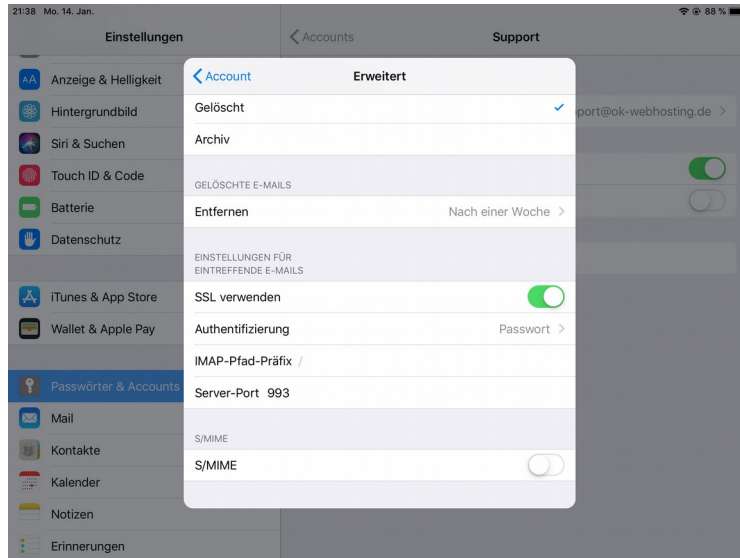 21:38 Mo. 14. Jan.
88 %
Einstellungen
Accounts
Support
Anzeige & Helligkeit
Hintergrundbild
Siri & Suchen
Touch ID & Code
Batterie
Datenschutz
iTunes & App Store
Wallet & Apple Pay
Passwörter & Accounts
Mail
Kontakte
Kalender
Notizen
Erinnerungen
port@ok-webhosting.de
Account
Erweitert
Gelöscht
Archiv
GELÖSCHTE E-MAILS
Entfernen Nach einer Woche
EINSTELLUNGEN FÜR
EINTREFFENDE E-MAILS
SSL verwenden
Authentifizierung Passwort
IMAP-Pfad-Präfix /
Server-Port 993
S/MIME
S/MIME